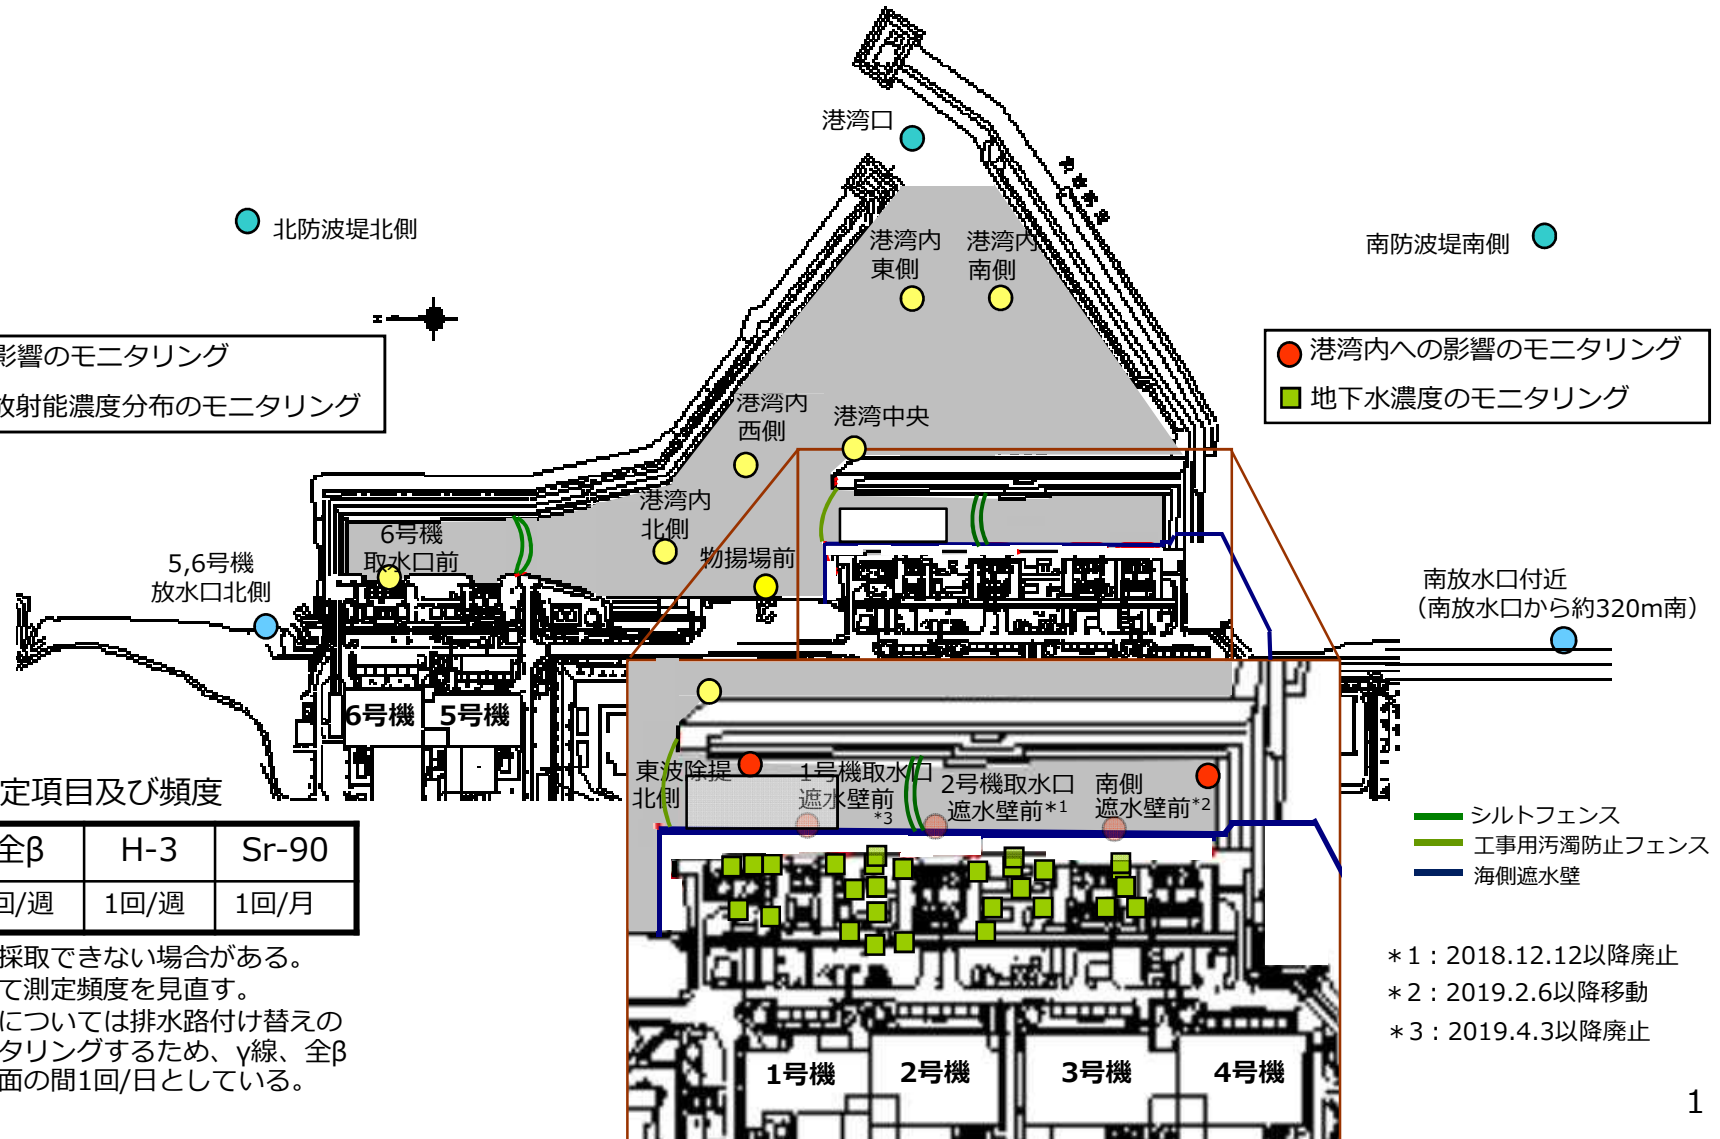 港湾口
北防波堤北側
南防波堤南側
港湾内
東側
港湾内
南側
影響のモニタリング
放射能濃度分布のモニタリング
港湾内への影響のモニタリング
地下水濃度のモニタリング
港湾内
西側
港湾中央
港湾内
北側
物揚場前
6号機
取水口前
5,6号機
放水口北側
南放水口付近
（南放水口から約320m南）
6号機
5号機
東波除堤
北側
1号機取水口
遮水壁前
*3
2号機取水口
遮水壁前*1
南側
遮水壁前*2
シルトフェンス
工事用汚濁防止フェンス
海側遮水壁
定項目及び頻度
全β H-3 Sr-90
回/週 1回/週 1回/月
採取できない場合がある。
て測定頻度を見直す。
については排水路付け替えの
タリングするため、γ線、全β
面の間1回/日としている。
1号機
2号機
3号機
4号機
＊1：2018.12.12以降廃止
＊2：2019.2.6以降移動
＊3：2019.4.3以降廃止
1